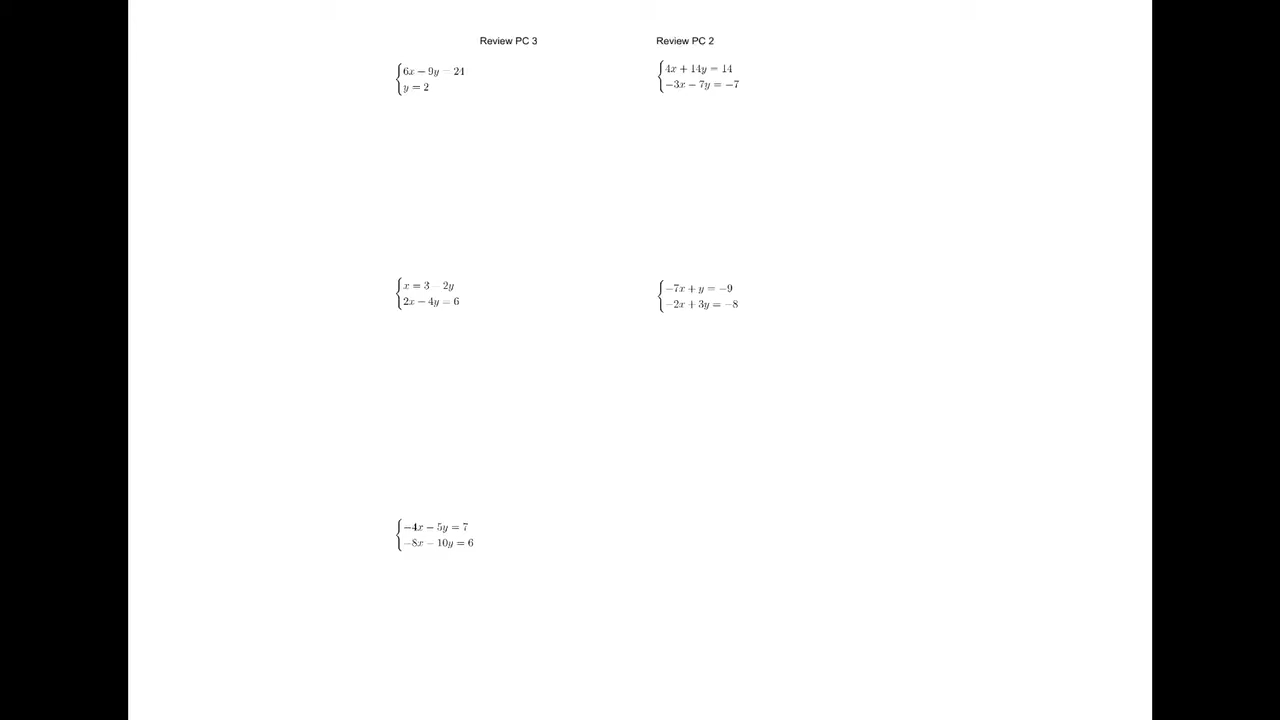 Review PC 3
6x − 9y = 24
y = 2
x = 3 − 2y
2x − 4y = 6
−4x − 5y = 7
−8x − 10y = 6
Review PC 2
4x + 14y = 14
−3x − 7y = −7
−7x + y = −9
−2x + 3y = −8